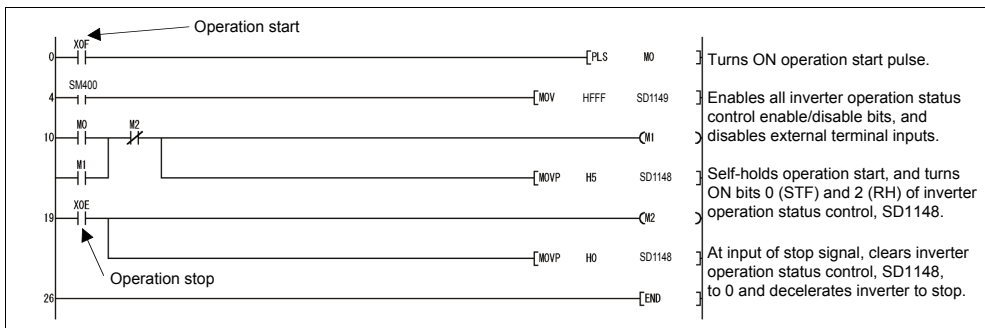 Operation start
X0F
0 [PLS M0 ] Turns ON operation start pulse.
SM400
4 [MOV HFFF SD1149 ] Enables all inverter operation status
control enable/disable bits, and
disables external terminal inputs.
M0 M2
10 (M1 )
M1
[MOVP H5 SD1148 ] Self-holds operation start, and turns
ON bits 0 (STF) and 2 (RH) of inverter
operation status control, SD1148.
X0E
19 (M2 )
[MOVP H0 SD1148 ] At input of stop signal, clears inverter
operation status control, SD1148,
to 0 and decelerates inverter to stop.
Operation stop
26 [END ]